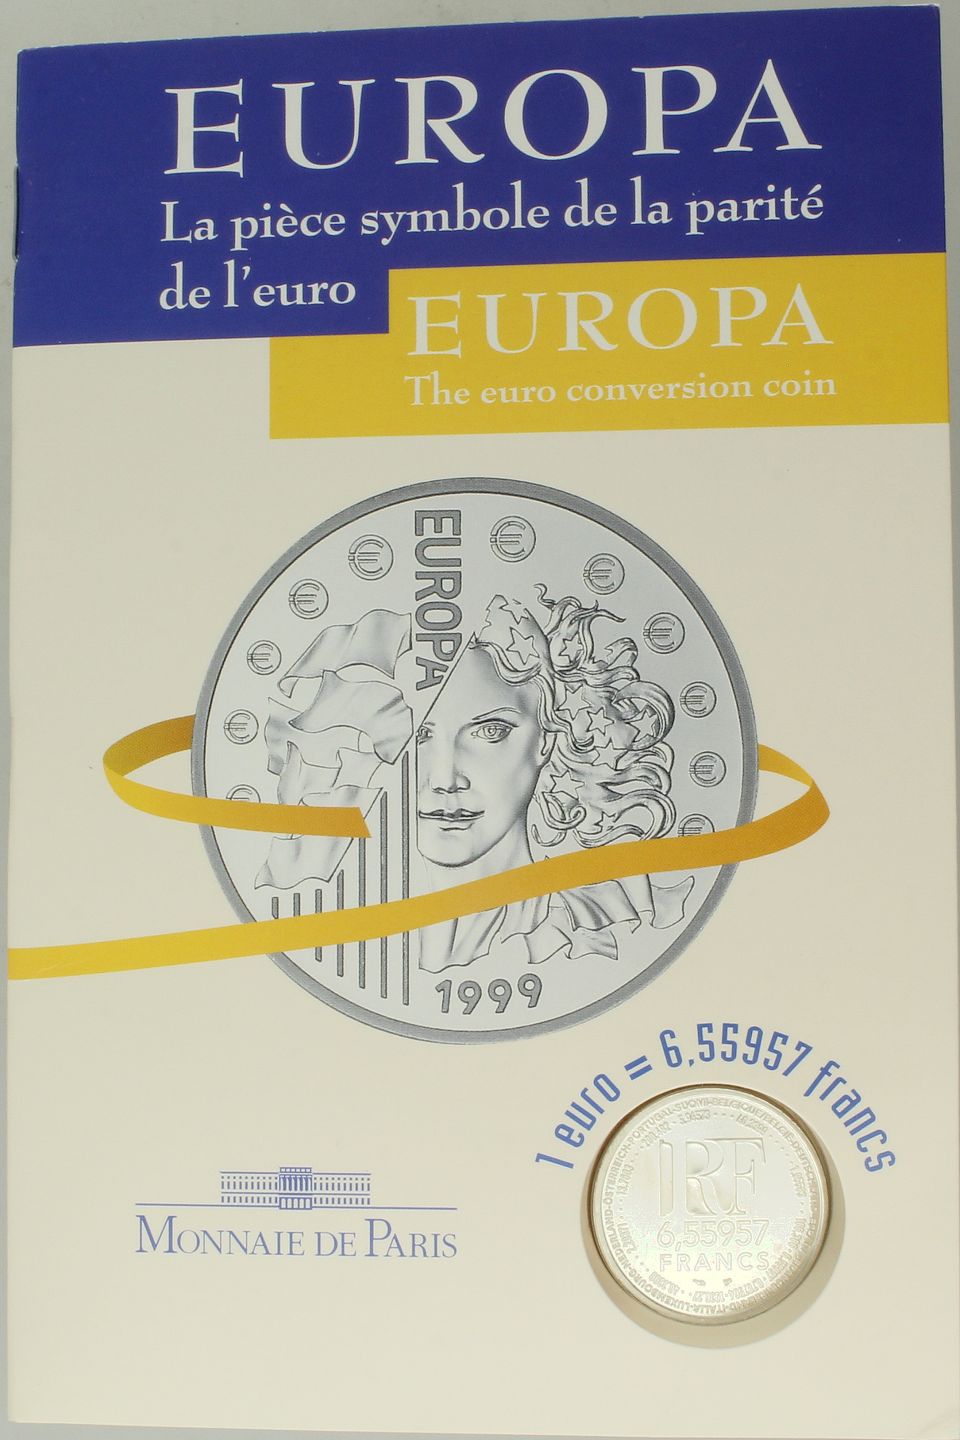 EUROPA
La pièce symbole de la parité
de l'euro
EUROPA
The euro conversion coin
EUROPA
1999
1 euro = 6,55957 francs
RF
6,55957
FRANCS
MONNAIE DE PARIS